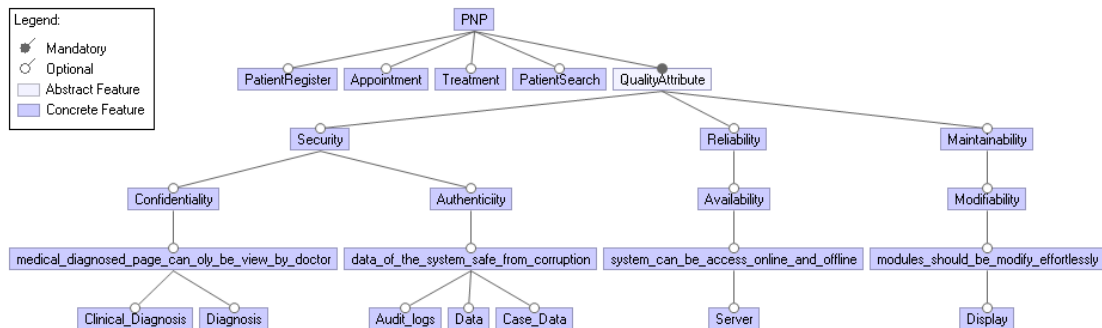 Legend:
Mandatory
Optional
Abstract Feature
Concrete Feature
PNP
PatientRegister Appointment Treatment PatientSearch QualityAttribute
Security Reliability Maintainability
Confidentiality Authenticiity Availability Modifiability
medical_diagnosed_page_can_oly_be_view_by_doctor data_of_the_system_safe_from_corruption system_can_be_access_online_and_offline modules_should_be_modify_effortlessly
Clinical_Diagnosis Diagnosis Audit_logs Data Case_Data Server Display